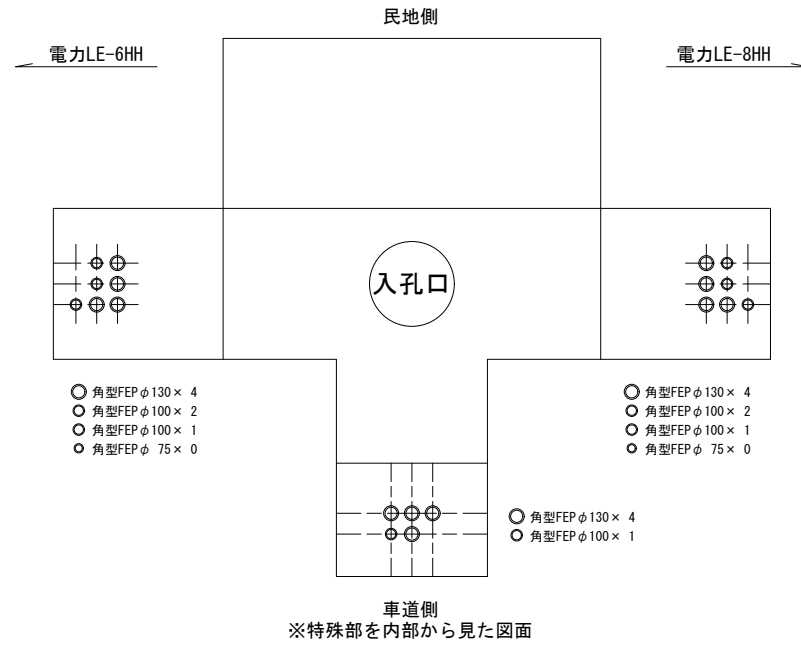 民地側
電力LE-6HH
電力LE-8HH
入孔口
角型FEPφ130× 4
角型FEPφ100× 2
角型FEPφ100× 1
角型FEPφ 75× 0
角型FEPφ130× 4
角型FEPφ100× 2
角型FEPφ100× 1
角型FEPφ 75× 0
角型FEPφ130× 4
角型FEPφ100× 1
車道側
※特殊部を内部から見た図面